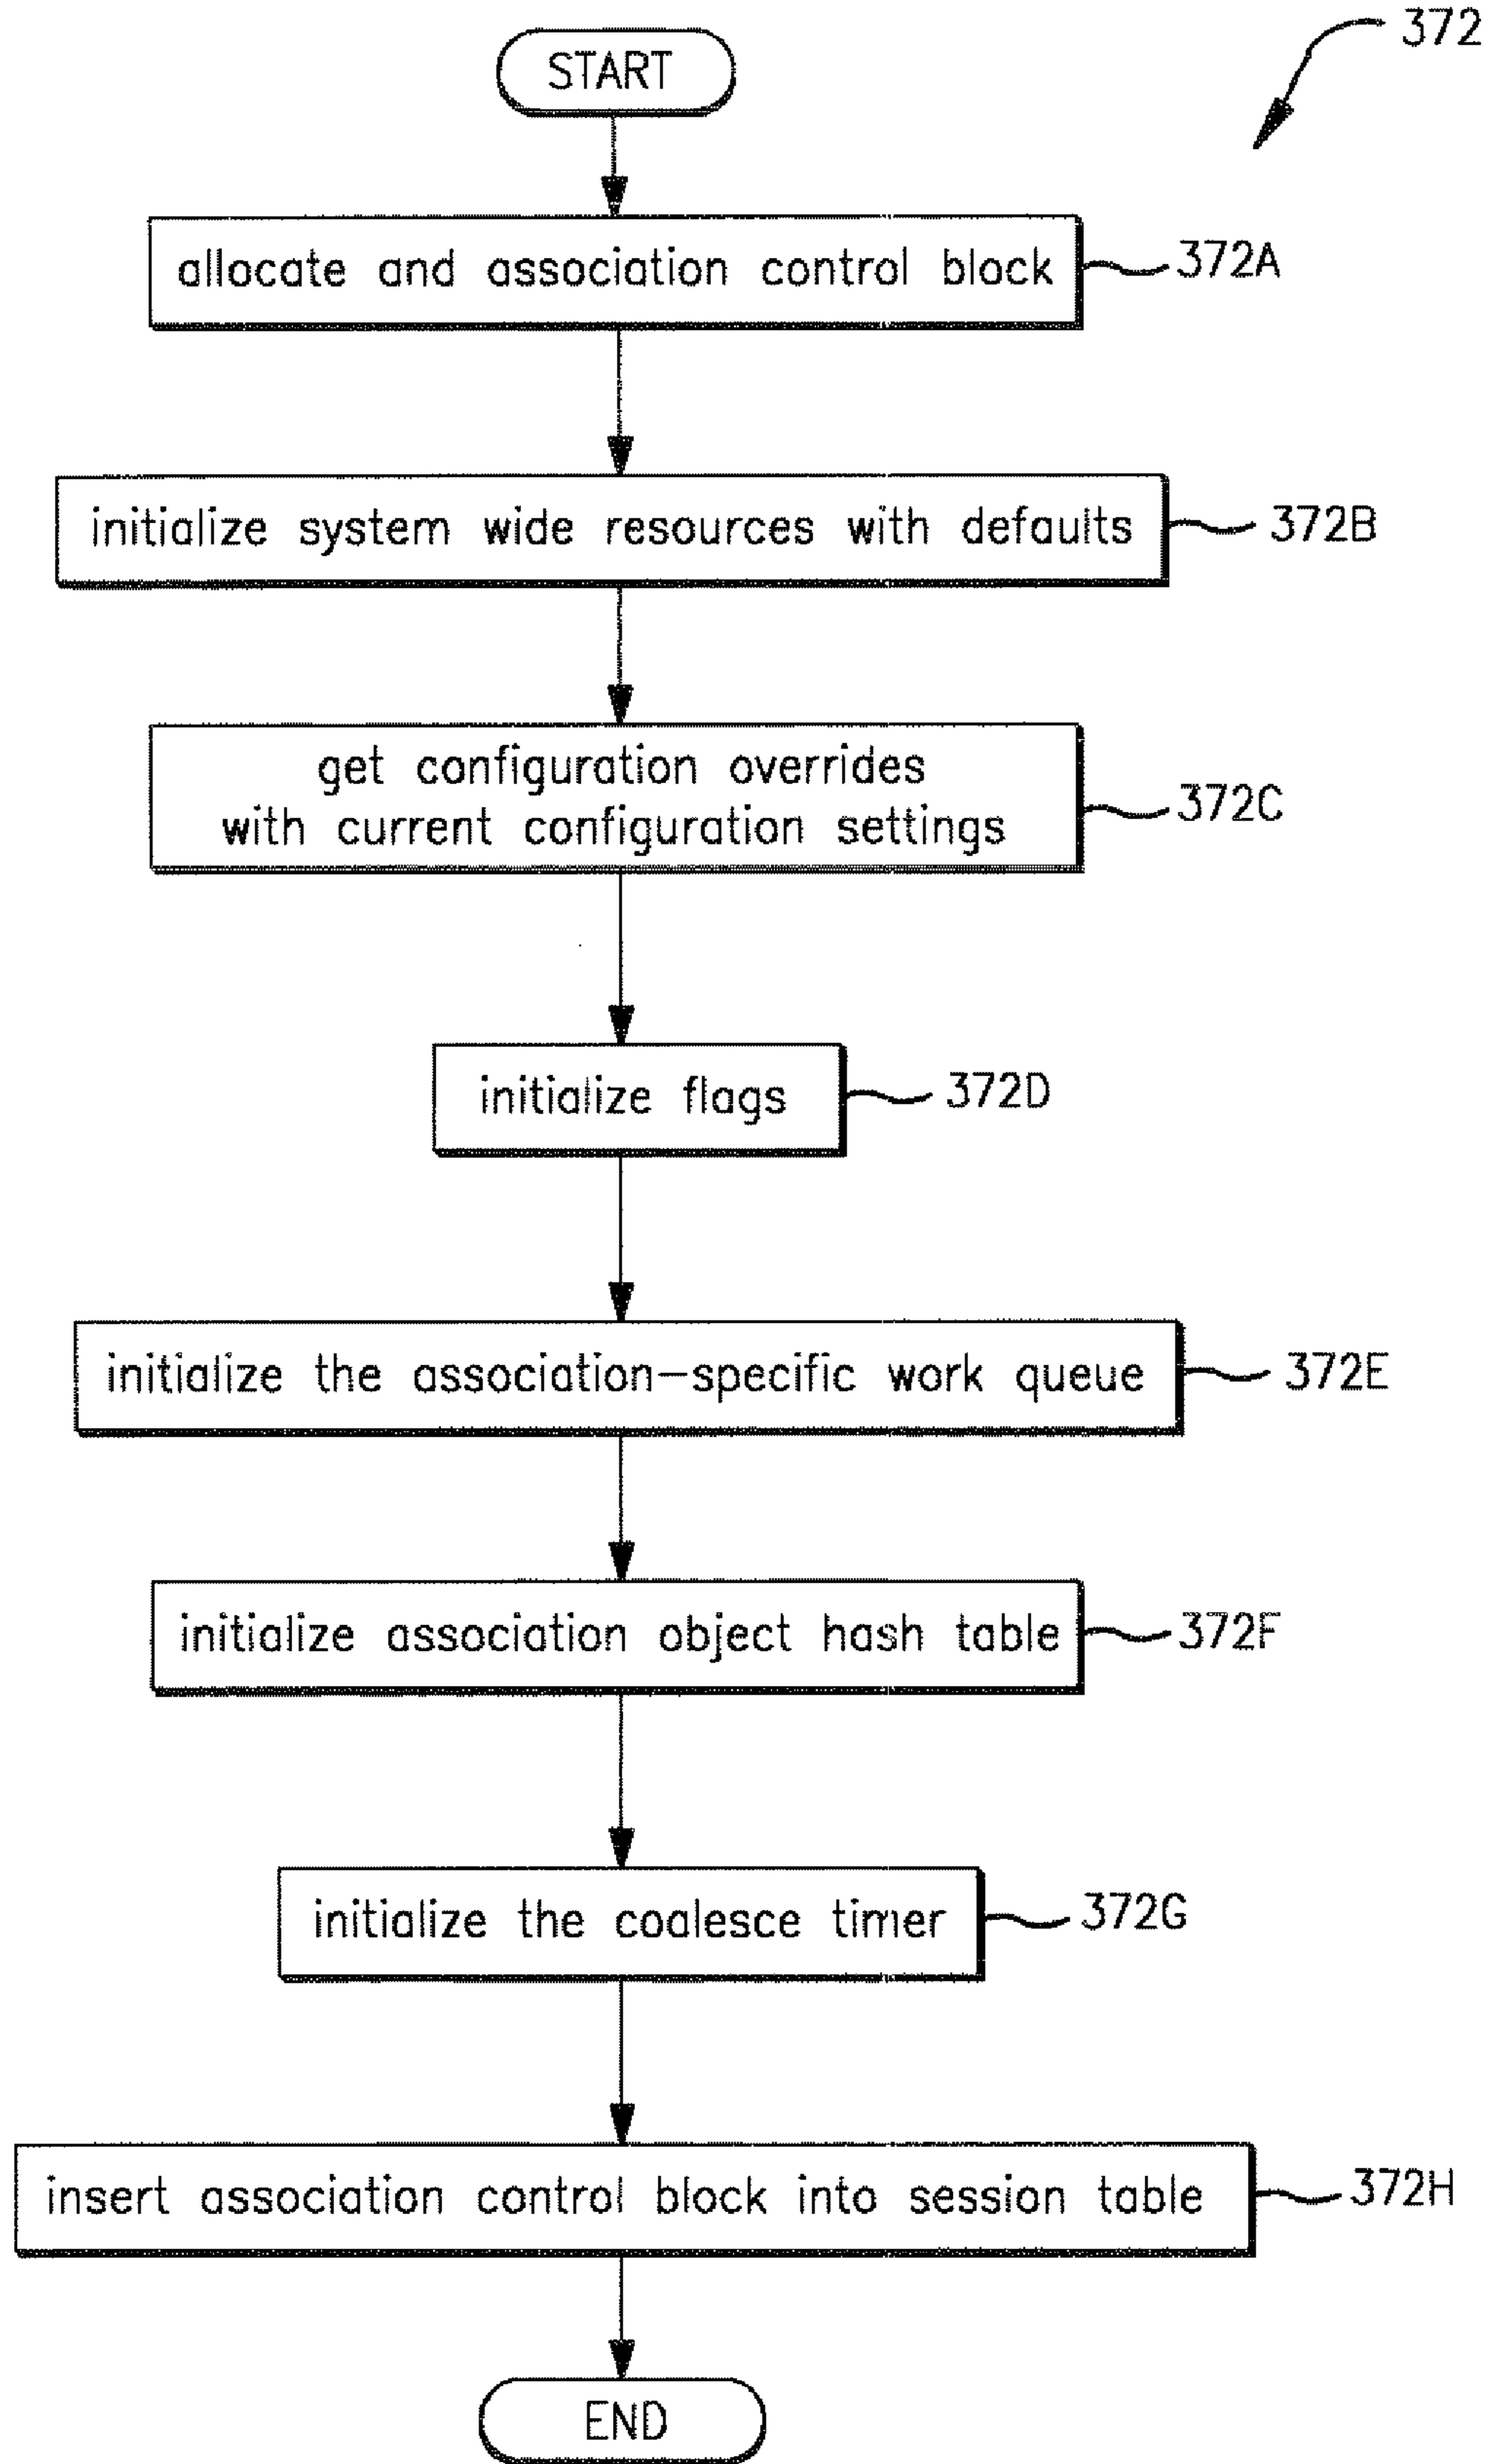 372
START
allocate and association control block
372A
initialize system wide resources with defaults
372B
get configuration overrides
with current configuration settings
372C
initialize flags
372D
initialize the association-specific work queue
372E
initialize association object hash table
372F
initialize the coalesce timer
372G
insert association control block into session table
372H
END